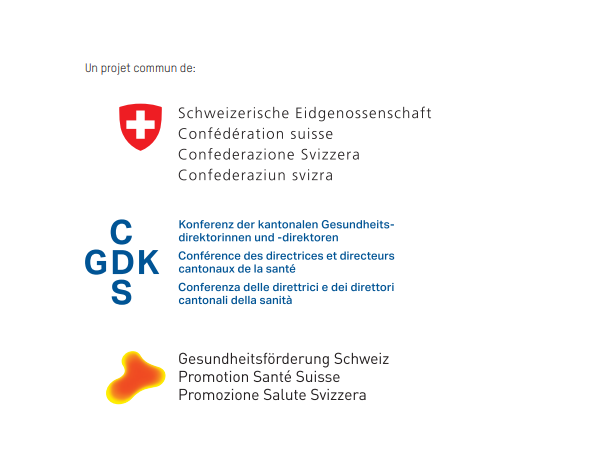 Un projet commun de:
Schweizerische Eidgenossenschaft
Confédération suisse
Confederazione Svizzera
Confederaziun svizra
C
GDK
S
Konferenz der kantonalen Gesundheits-
direktorinnen und -direktoren
Conférence des directrices et directeurs
cantonaux de la santé
Conferenza delle direttrici e dei direttori
cantonali della sanità
Gesundheitsförderung Schweiz
Promotion Santé Suisse
Promozione Salute Svizzera